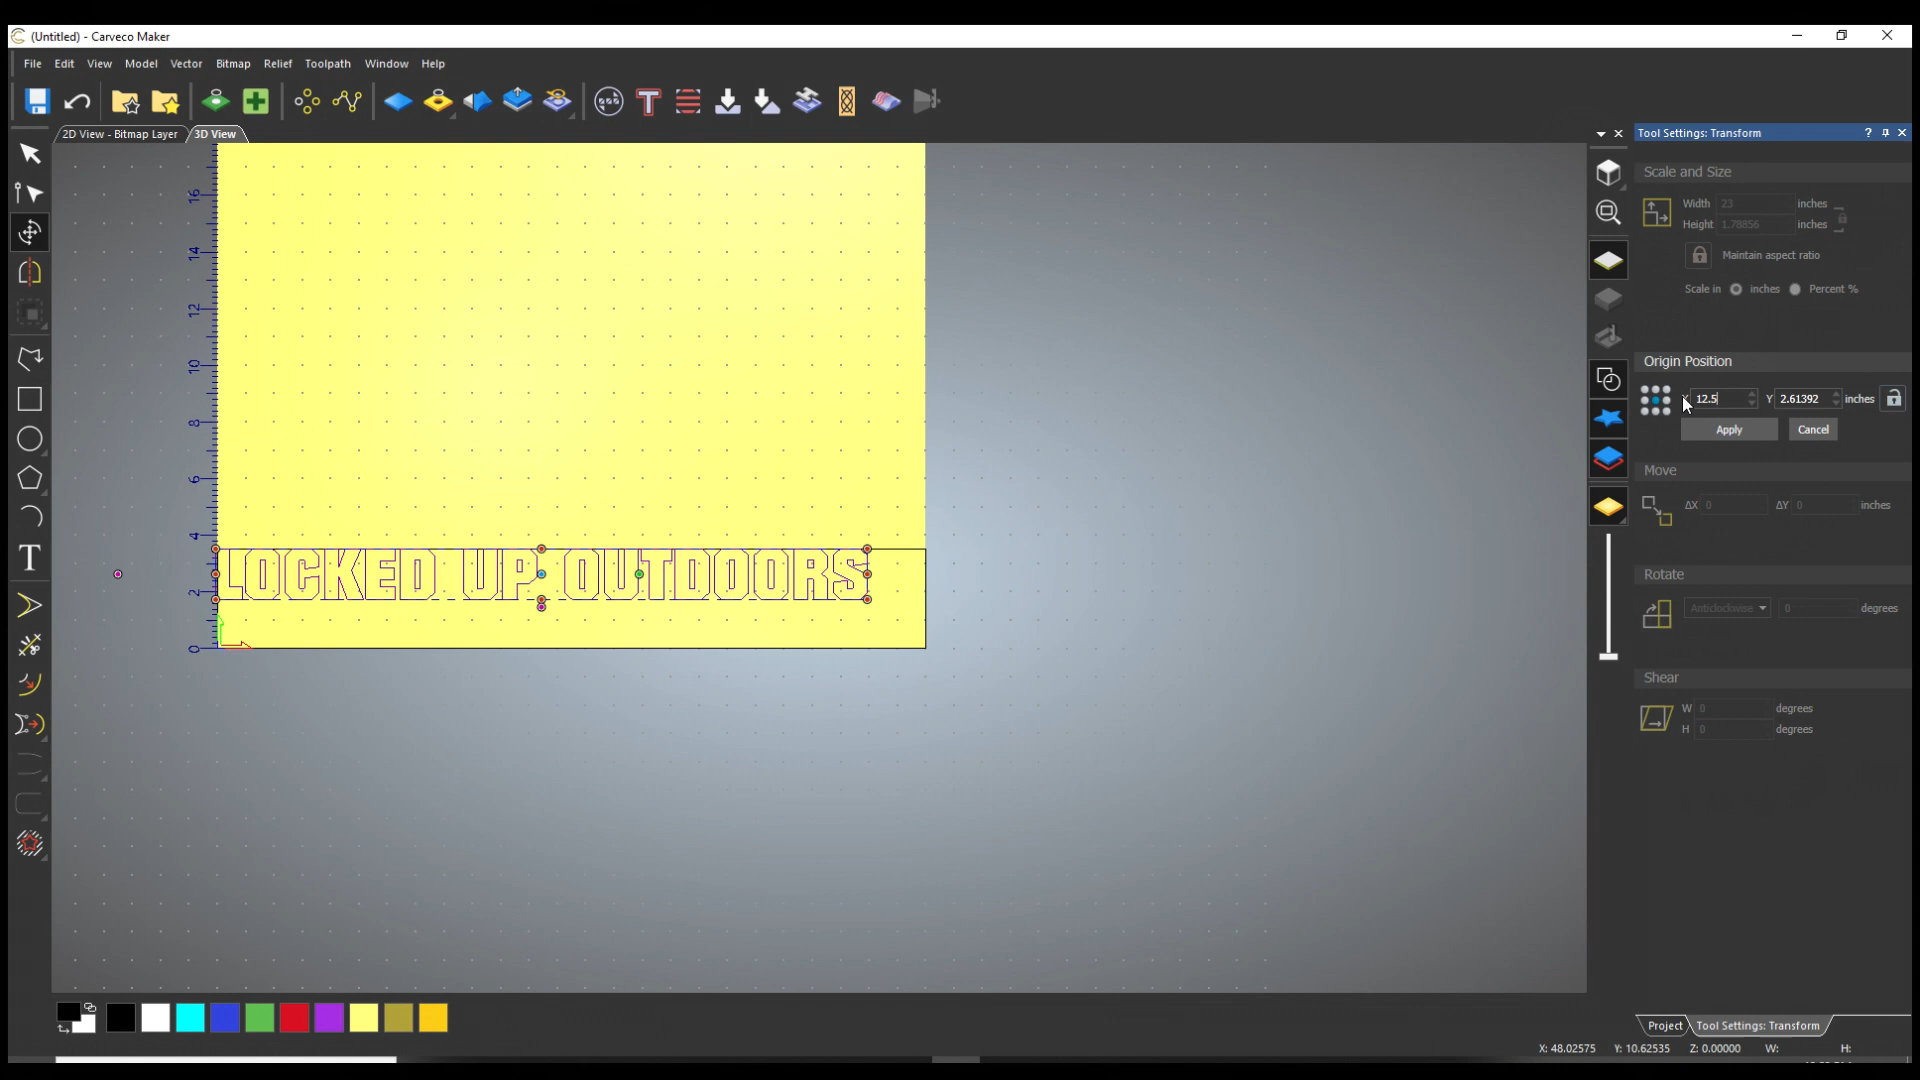 (Untitled) - Carveco Maker
File Edit View Model Vector Bitmap Relief Toolpath Window Help
2D View - Bitmap Layer 3D View
Tool Settings: Transform
Scale and Size
Width 23 inches
Height 1.78856 inches
Maintain aspect ratio
Scale in inches Percent %
Origin Position
X 12.5 Y 2.61392 inches
Apply Cancel
Move
ΔX 0 ΔY 0 inches
Rotate
Anticlockwise 0 degrees
Shear
W 0 degrees
H 0 degrees
16
14
12
10
8
6
4
2
0
LOCKED UP OUTDOORS
Project Tool Settings: Transform
X: 48.02575 Y: 10.62535 Z: 0.00000 W: H: